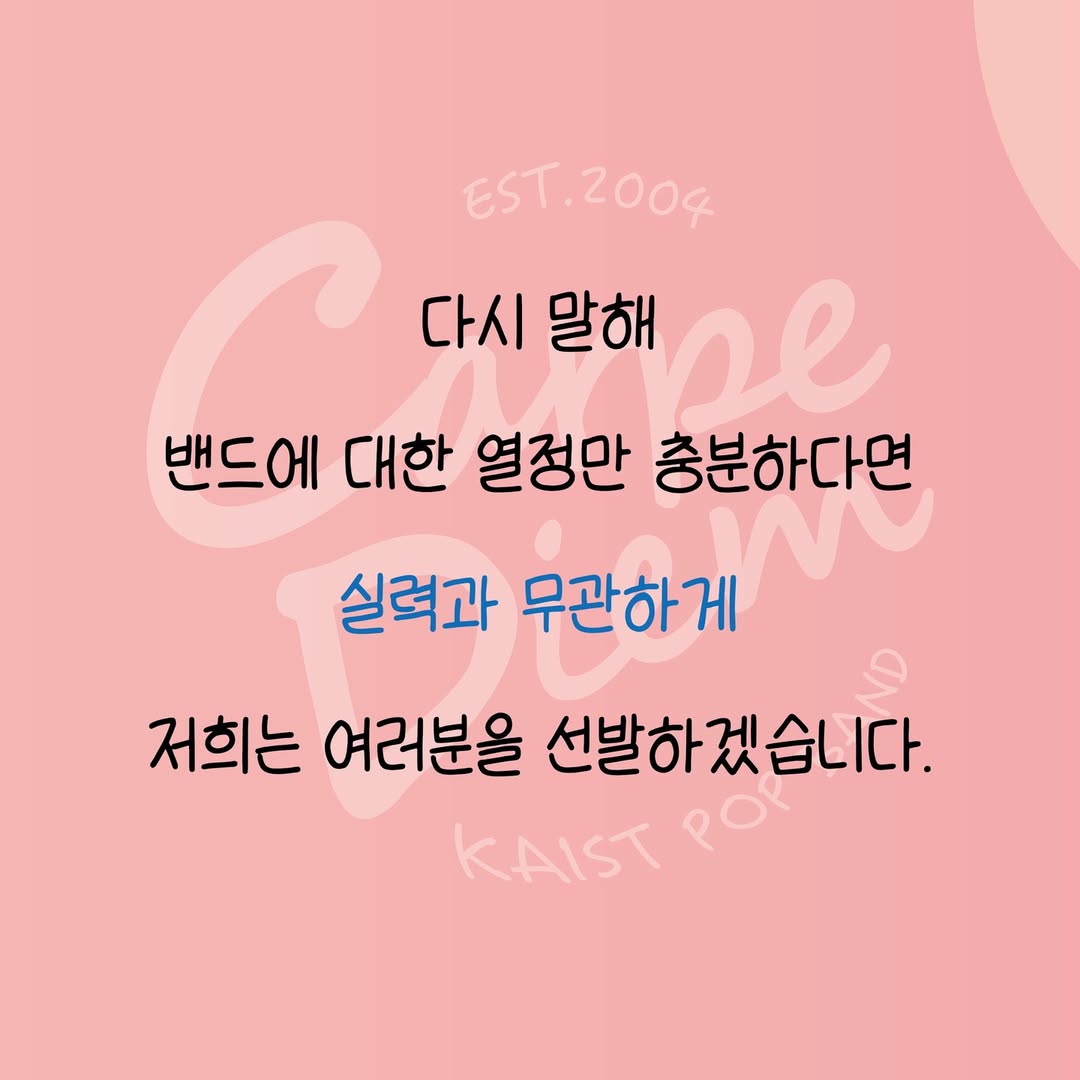 EST.2004
다시 말해
밴드에 대한 열정만 충분하다면
실력과 무관하게
저희는 여러분을 선발하겠습니다.
Carpe
Diem
KAIST POP BAND